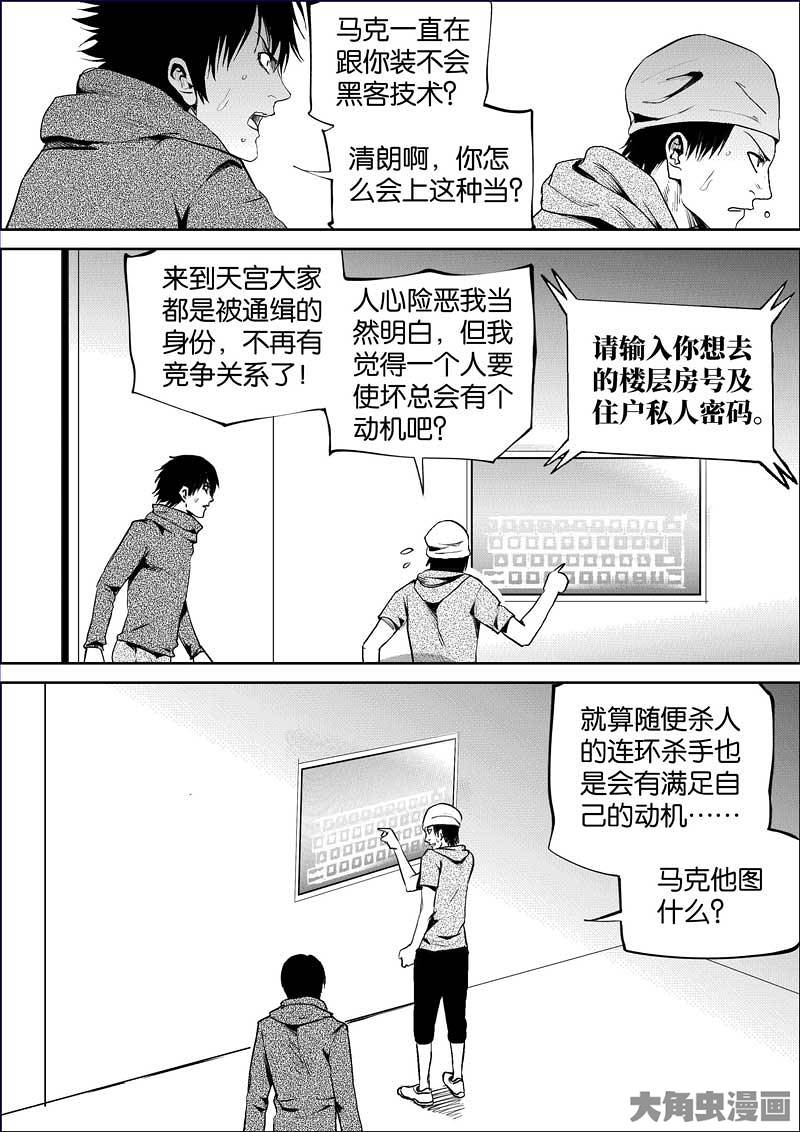 马克一直在
跟你装不会
黑客技术？
清朗啊，你怎
么会上这种当？
来到天宫大家
都是被通缉的
身份，不再有
竞争关系了！
人心险恶我当
然明白，但我
觉得一个人要
使坏总会有个
动机吧？
请输入你想去
的楼层房号及
住户私人密码。
就算随便杀人
的连环杀手也
是会有满足自
己的动机……
马克他图
什么？
大角虫漫画